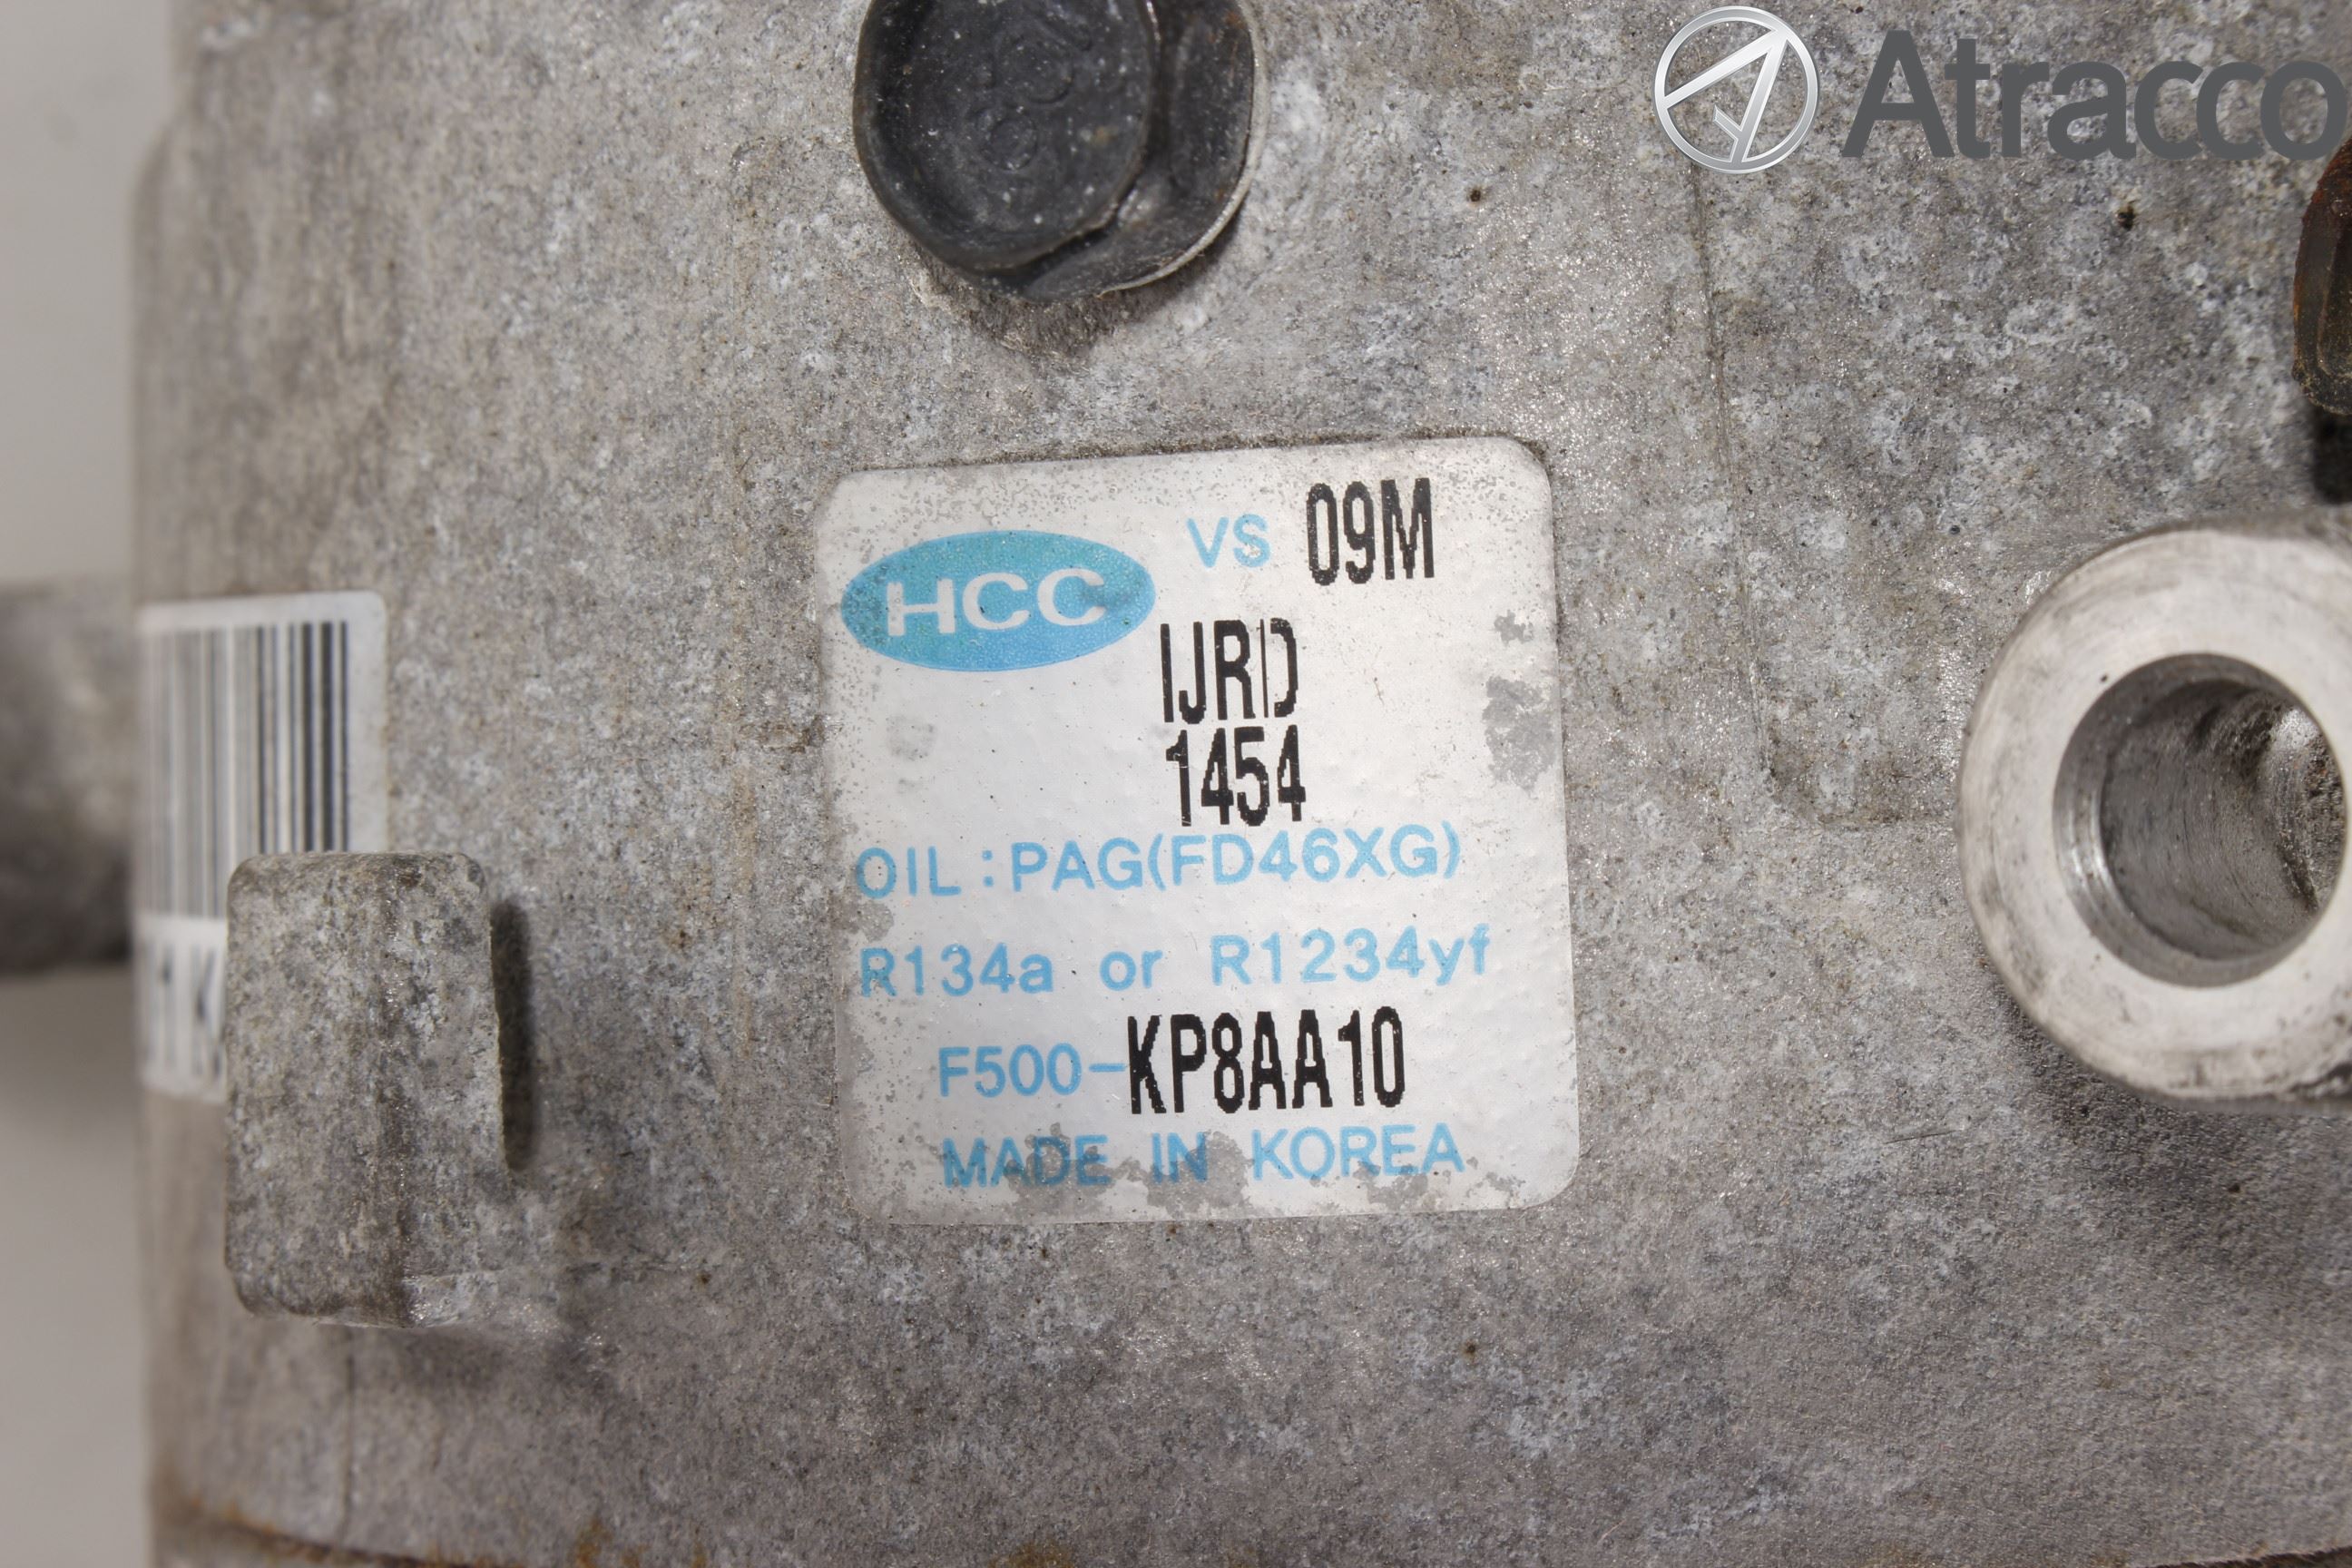 Atracco
HCC
VS 09M
IJRD
1454
OIL : PAG(FD46XG)
R134a or R1234yf
F500-KP8AA10
MADE IN KOREA